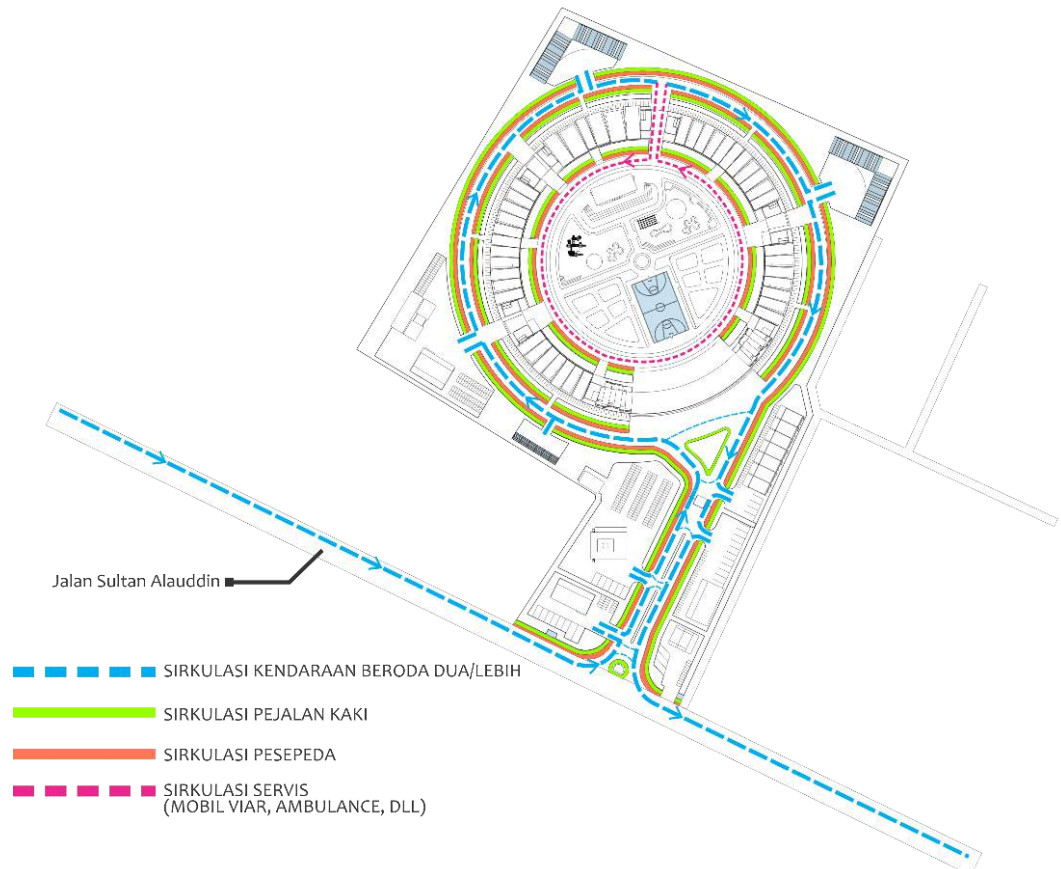 Jalan Sultan Alauddin
SIRKULASI KENDARAAN BERODA DUA/LEBIH
SIRKULASI PEJALAN KAKI
SIRKULASI PESEPEDA
SIRKULASI SERVIS
(MOBIL VIAR, AMBULANCE, DLL)